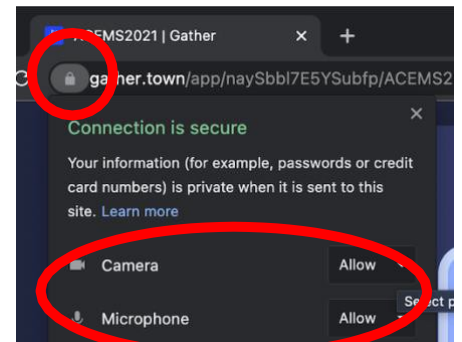 ACEMS2021 | Gather
gather.town/app/naySbbl7E5YSubfp/ACEMS2
Connection is secure
Your information (for example, passwords or credit
card numbers) is private when it is sent to this
site. Learn more
Camera Allow
Select p
Microphone Allow